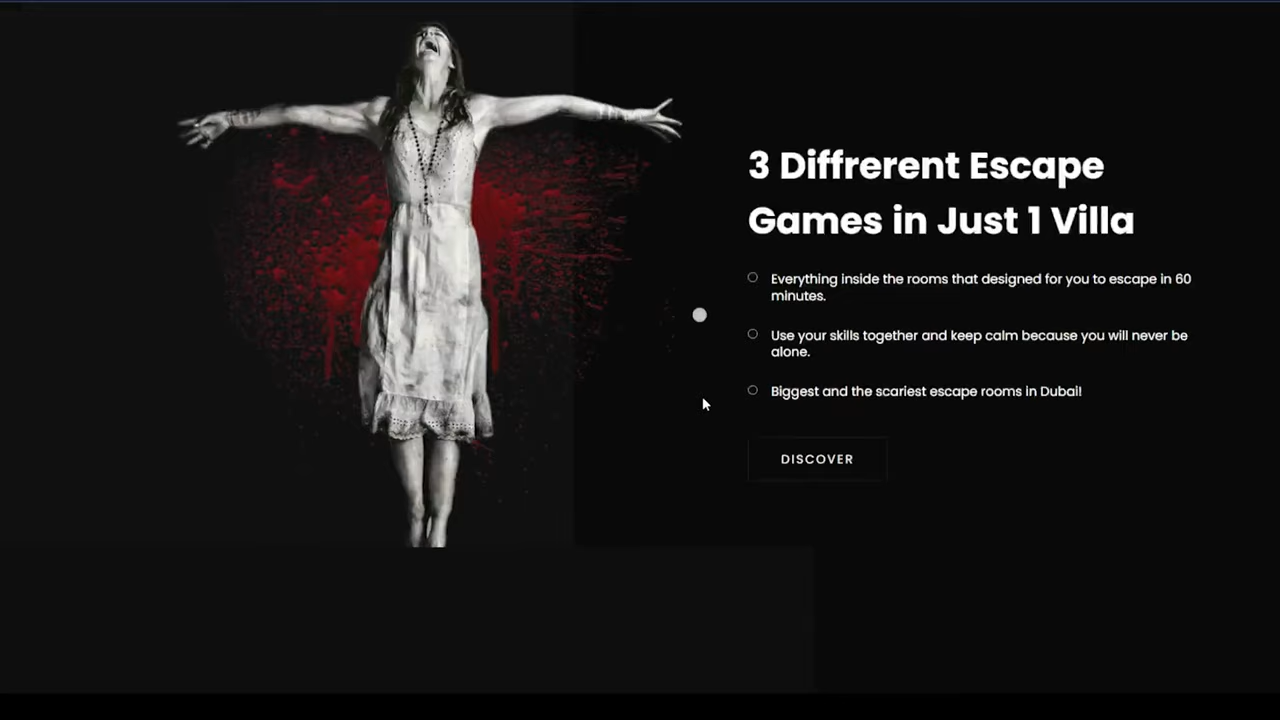 3 Diffrerent Escape
Games in Just 1 Villa
Everything inside the rooms that designed for you to escape in 60
minutes.
Use your skills together and keep calm because you will never be
alone.
Biggest and the scariest escape rooms in Dubai!
DISCOVER